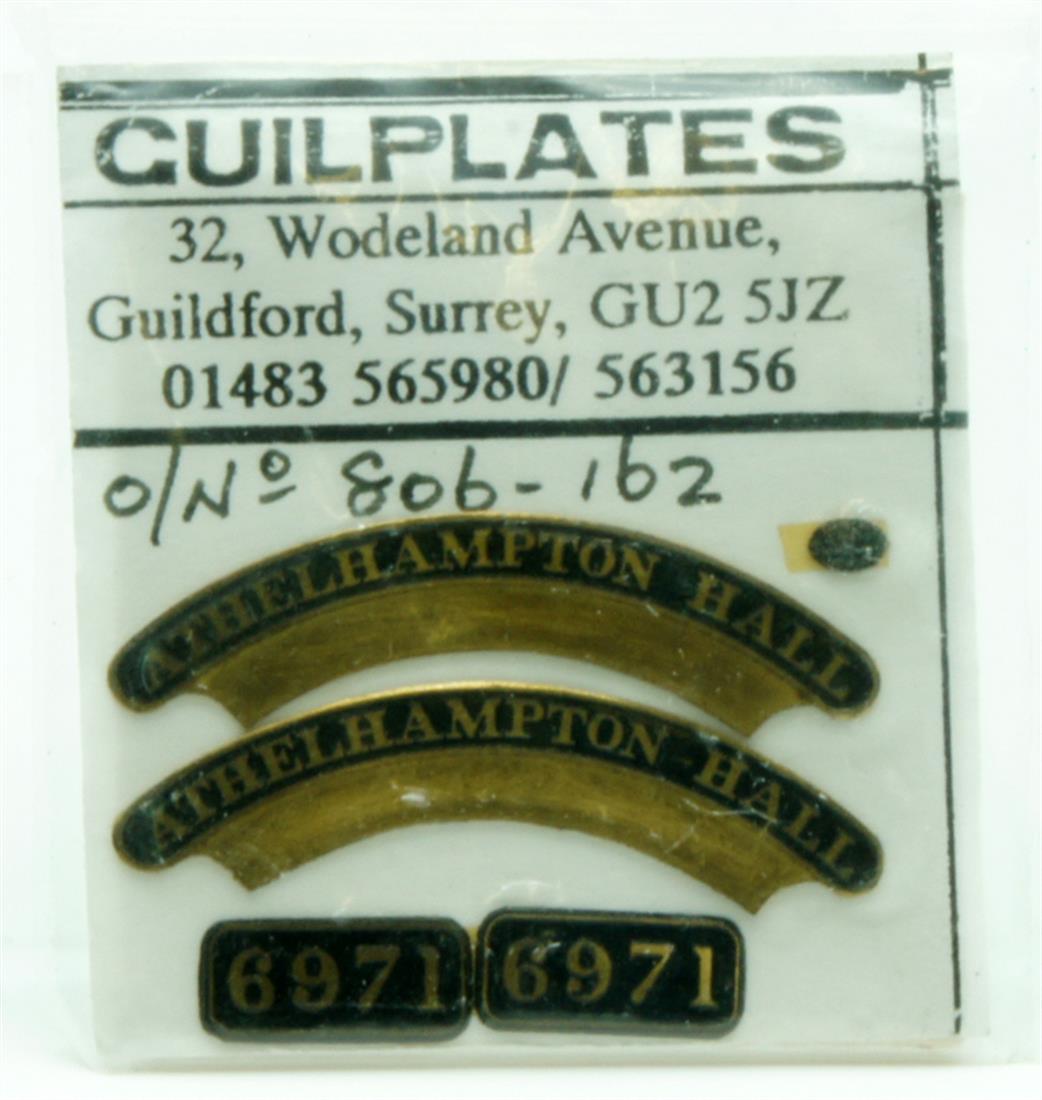 GUILPLATES
32, Wodeland Avenue,
Guildford, Surrey, GU2 5JZ
01483 565980/ 563156
O/Nº 806-162
ATHELHAMPTON HALL
ATHELHAMPTON HALL
6971 6971